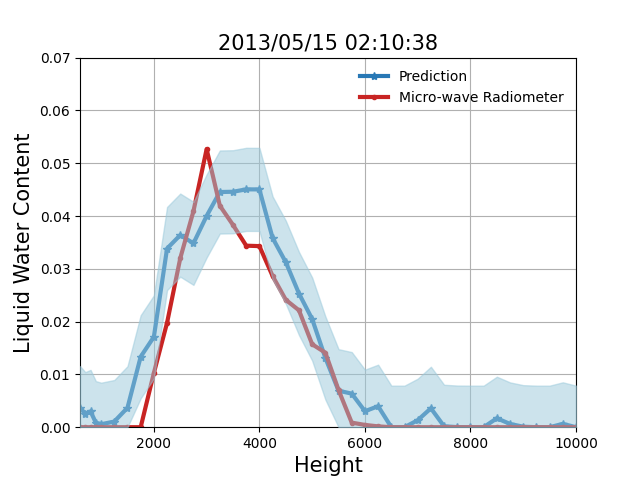 2013/05/15 02:10:38
Prediction
Micro-wave Radiometer
Liquid Water Content
0.07
0.06
0.05
0.04
0.03
0.02
0.01
0.00
2000 4000 6000 8000 10000
Height